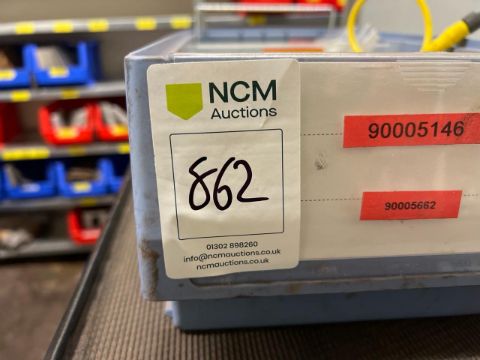 NCM
Auctions
862
01302 898260
info@ncmauctions.co.uk
ncmauctions.co.uk
90005146
90005662